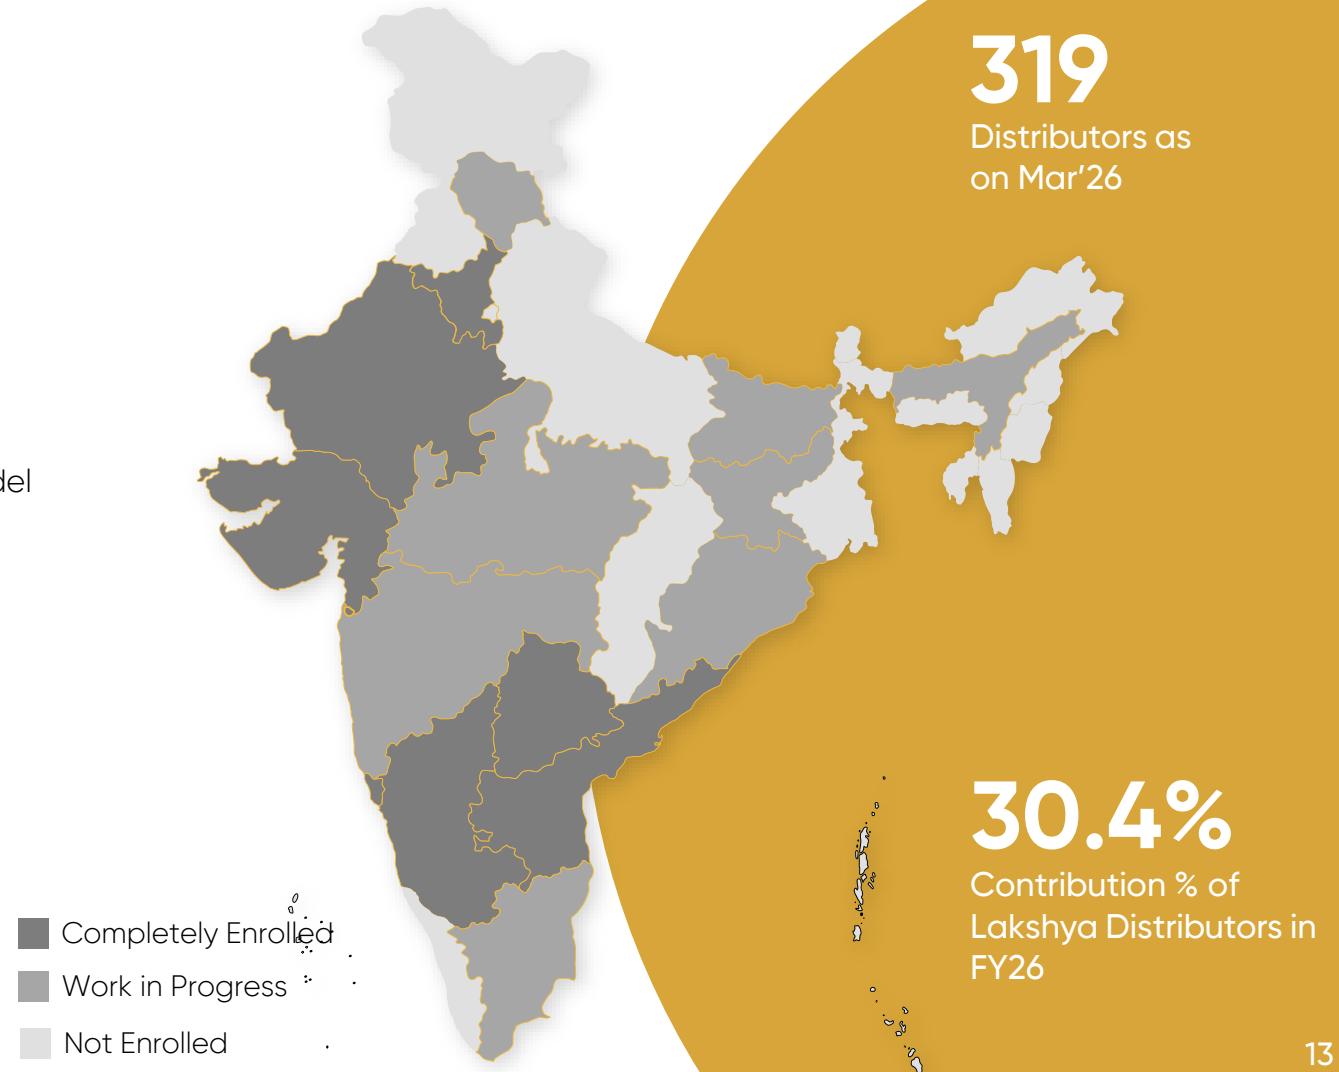 319
Distributors as
on Mar'26
30.4%
Contribution % of
Lakshya Distributors in
FY26
Completely Enrolled
Work in Progress
Not Enrolled
13